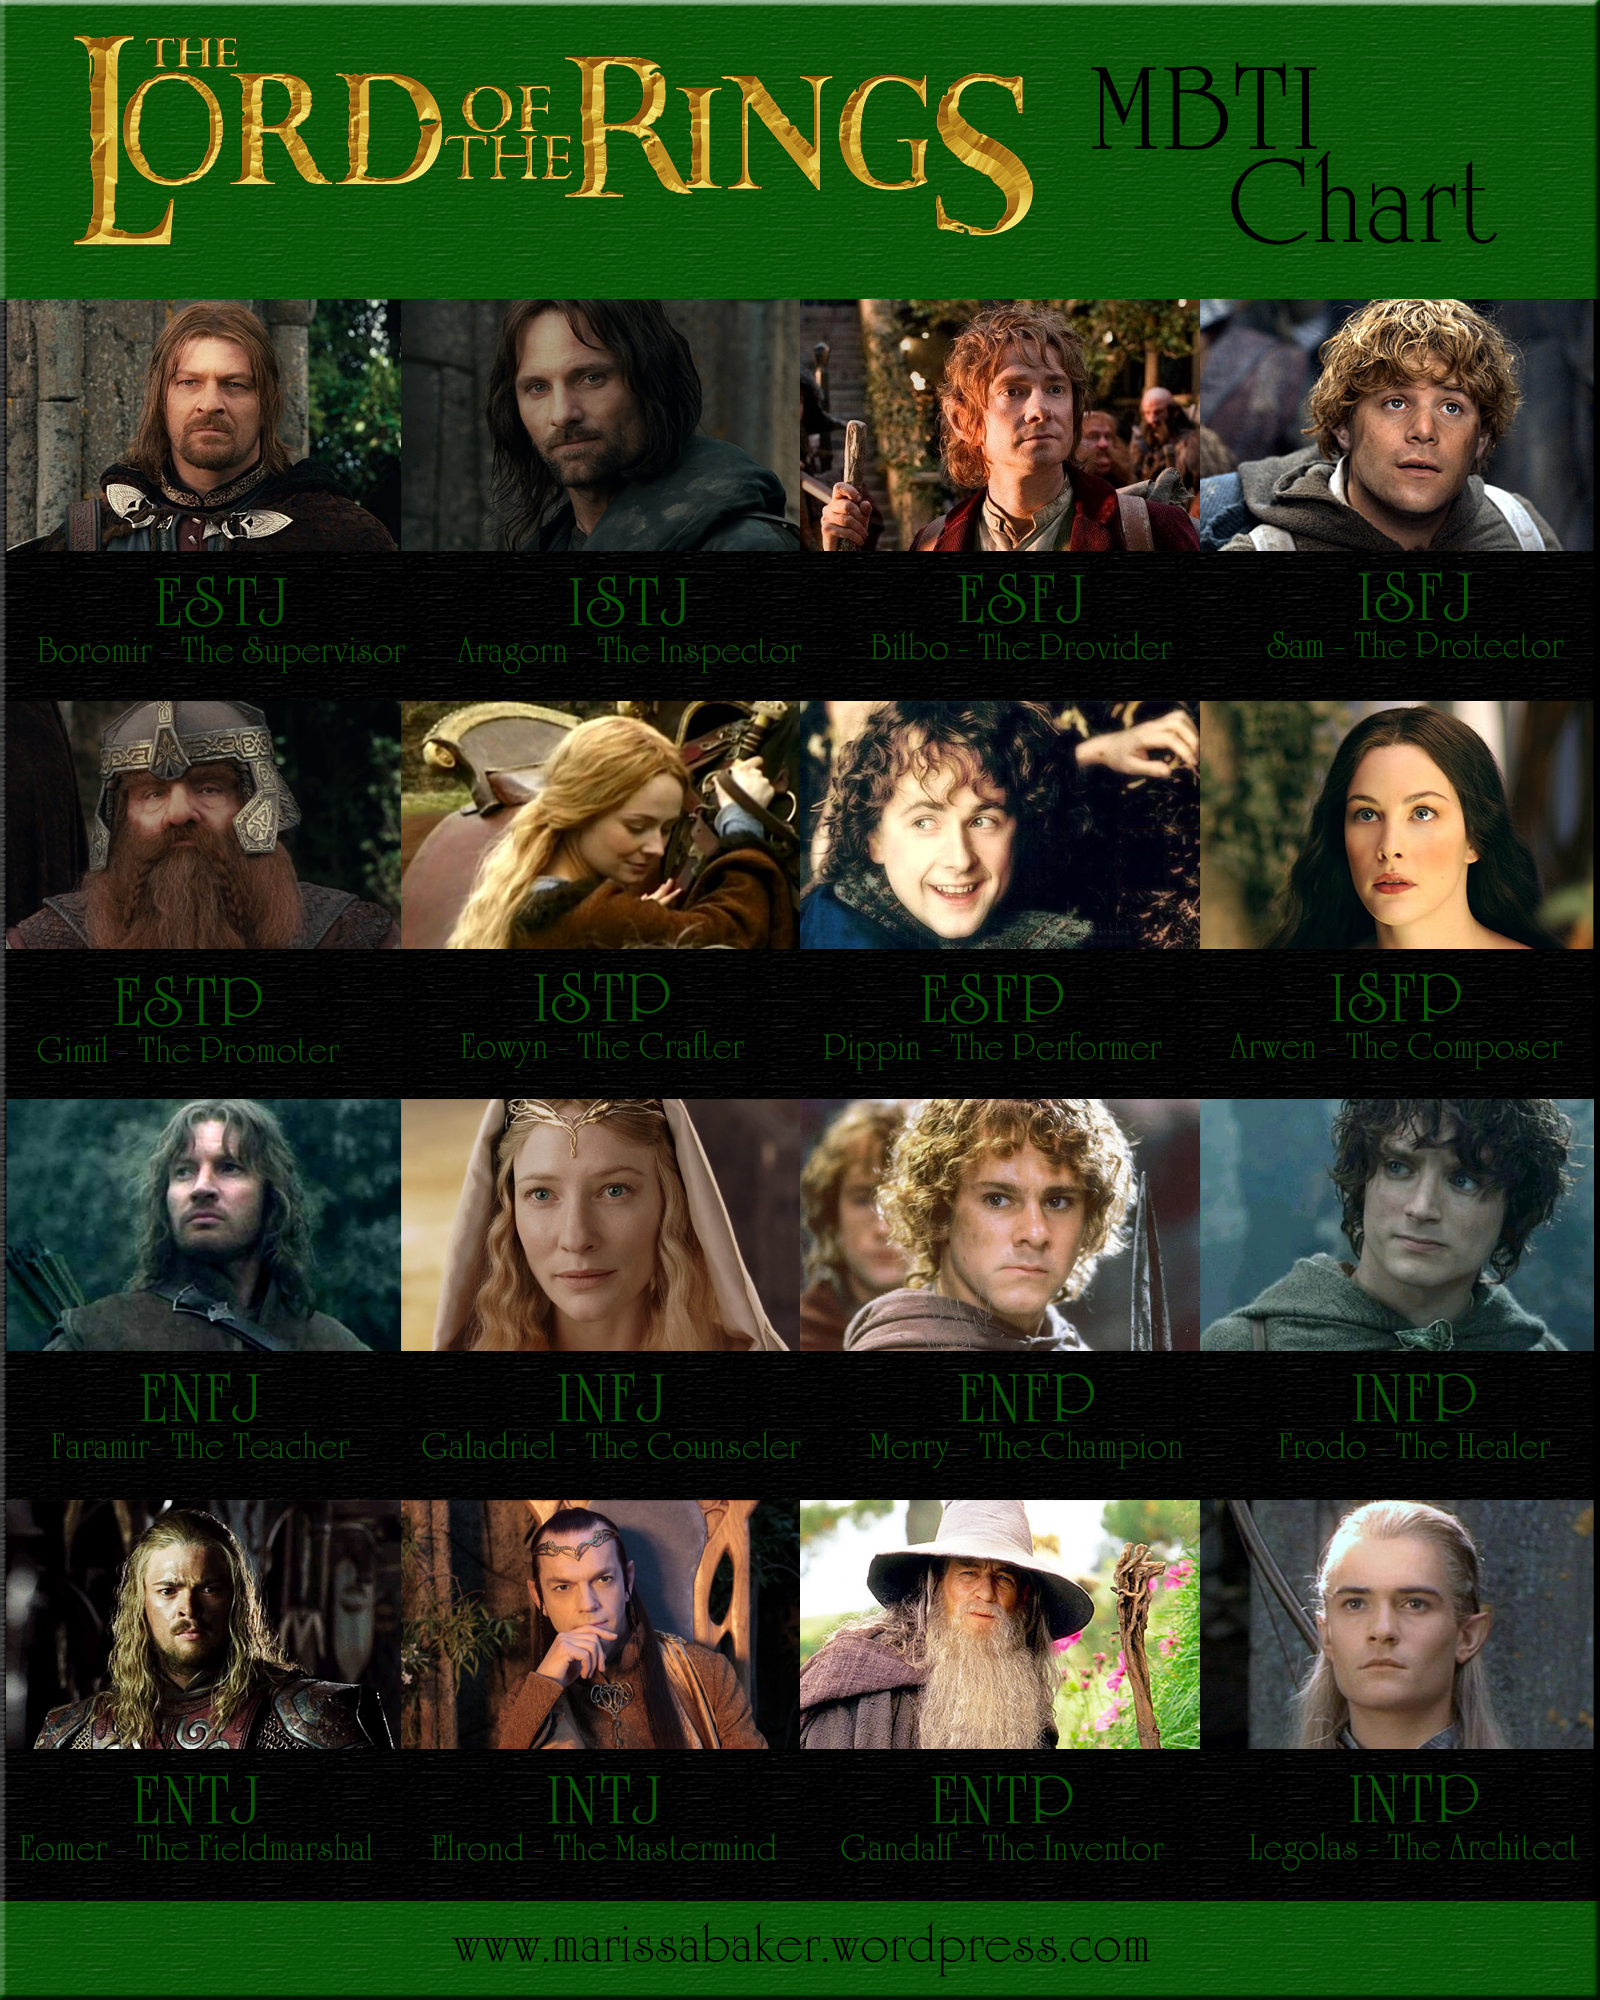 THE LORD OF THE RINGS
MBTI
Chart
ESTJ
Boromir - The Supervisor
ISTJ
Aragorn - The Inspector
ESFJ
Bilbo - The Provider
ISFJ
Sam - The Protector
ESTP
Gimil - The Promoter
ISTP
Eowyn - The Crafter
ESFP
Pippin - The Performer
ISFP
Arwen - The Composer
ENFJ
Faramir- The Teacher
INFJ
Galadriel - The Counseler
ENFP
Merry - The Champion
INFP
Frodo - The Healer
ENTJ
Eomer - The Fieldmarshal
INTJ
Elrond - The Mastermind
ENTP
Gandalf - The Inventor
INTP
Legolas - The Architect
www.marissabaker.wordpress.com